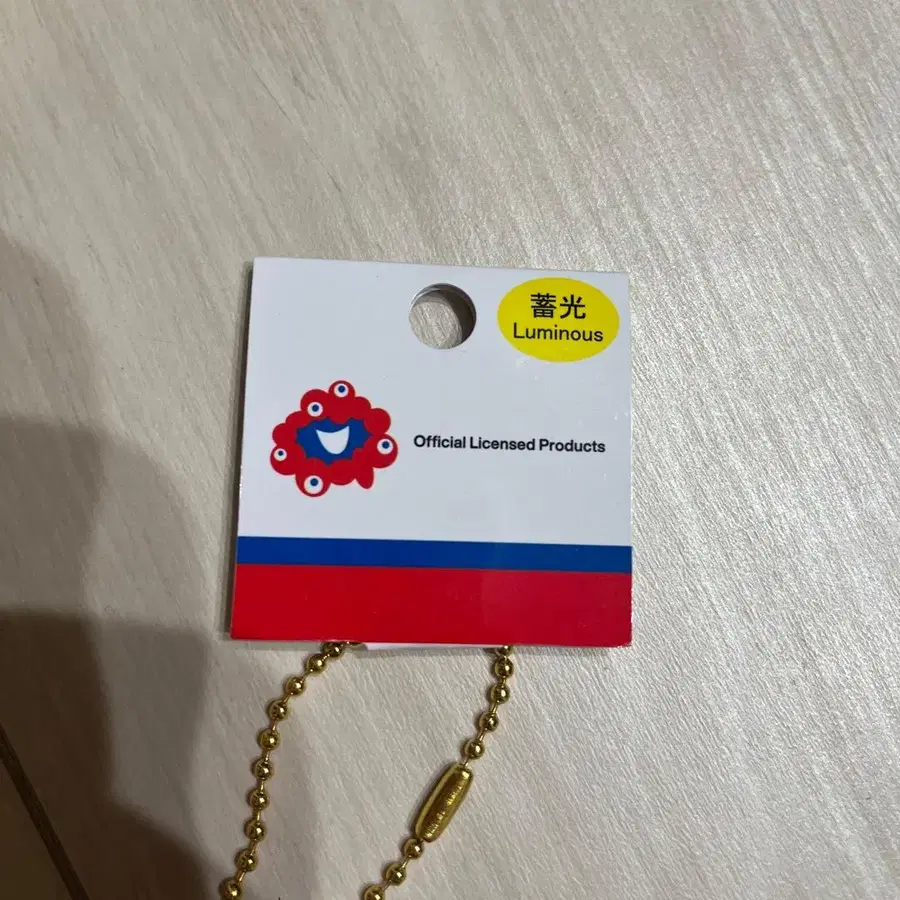 蓄光
Luminous
Official Licensed Products